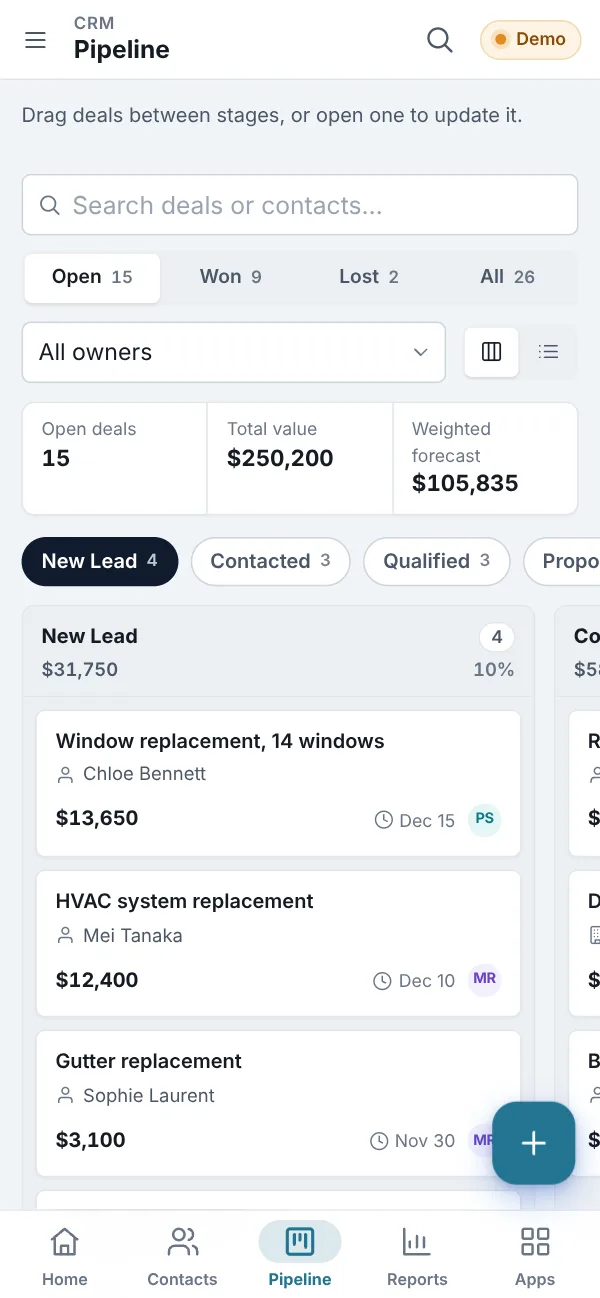 CRM
Pipeline
Demo
Drag deals between stages, or open one to update it.
Search deals or contacts...
Open 15 Won 9 Lost 2 All 26
All owners
Open deals
15
Total value
$250,200
Weighted
forecast
$105,835
New Lead 4 Contacted 3 Qualified 3 Propo
New Lead 4
$31,750 10%
Co
Window replacement, 14 windows
Chloe Bennett
$13,650 Dec 15 PS
HVAC system replacement
Mei Tanaka
$12,400 Dec 10 MR
Gutter replacement
Sophie Laurent
$3,100 Nov 30
Home Contacts Pipeline Reports Apps